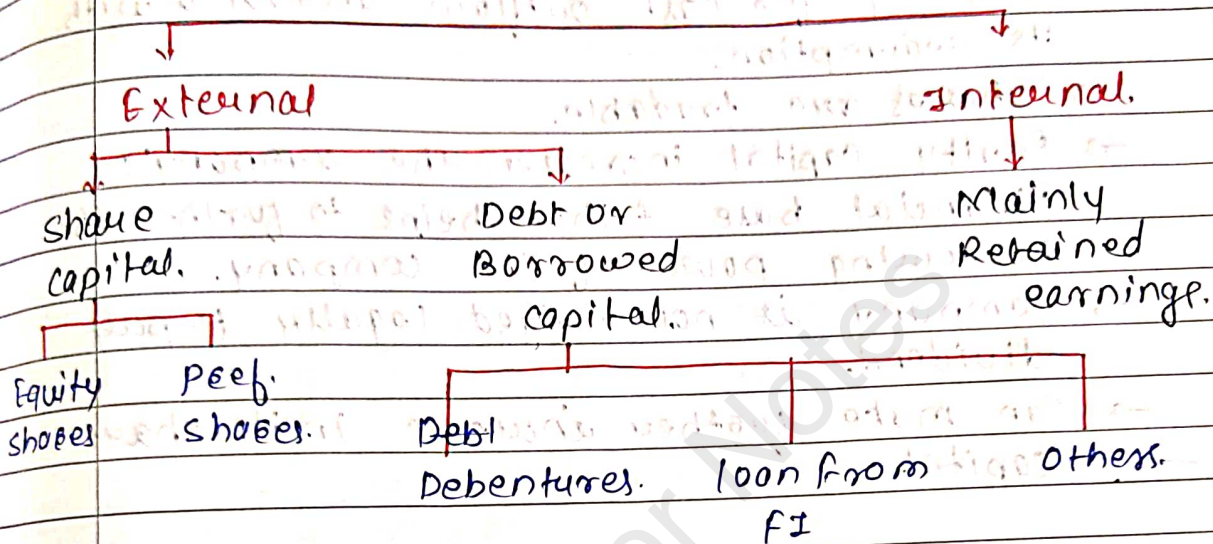 External
Internal.
Share
capital.
Debt or
Borrowed
capital.
Mainly
Retained
earnings.
Equity
shares
Pref.
shares.
Debt
Debentures.
loan from
FI
Others.
r Notes